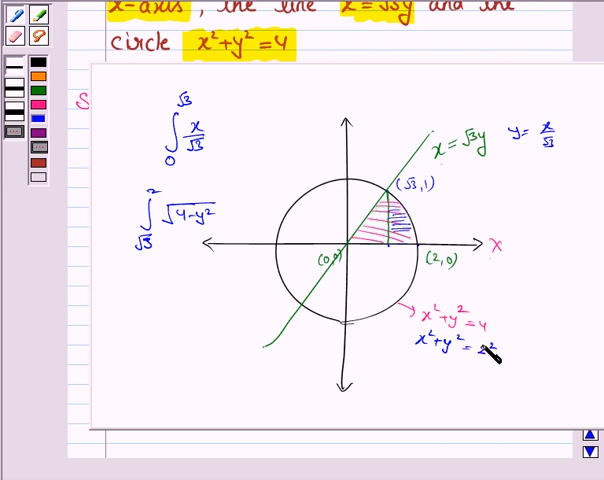 x-axis, the line x=√3y and the
circle x²+y²=4
S
√3
∫ x/√3
0
2
∫ √4-y²
√3
x=√3y
y= x/√3
(√3,1)
x
(0,0)
(2,0)
→ x²+y²=4
x²+y²=2²